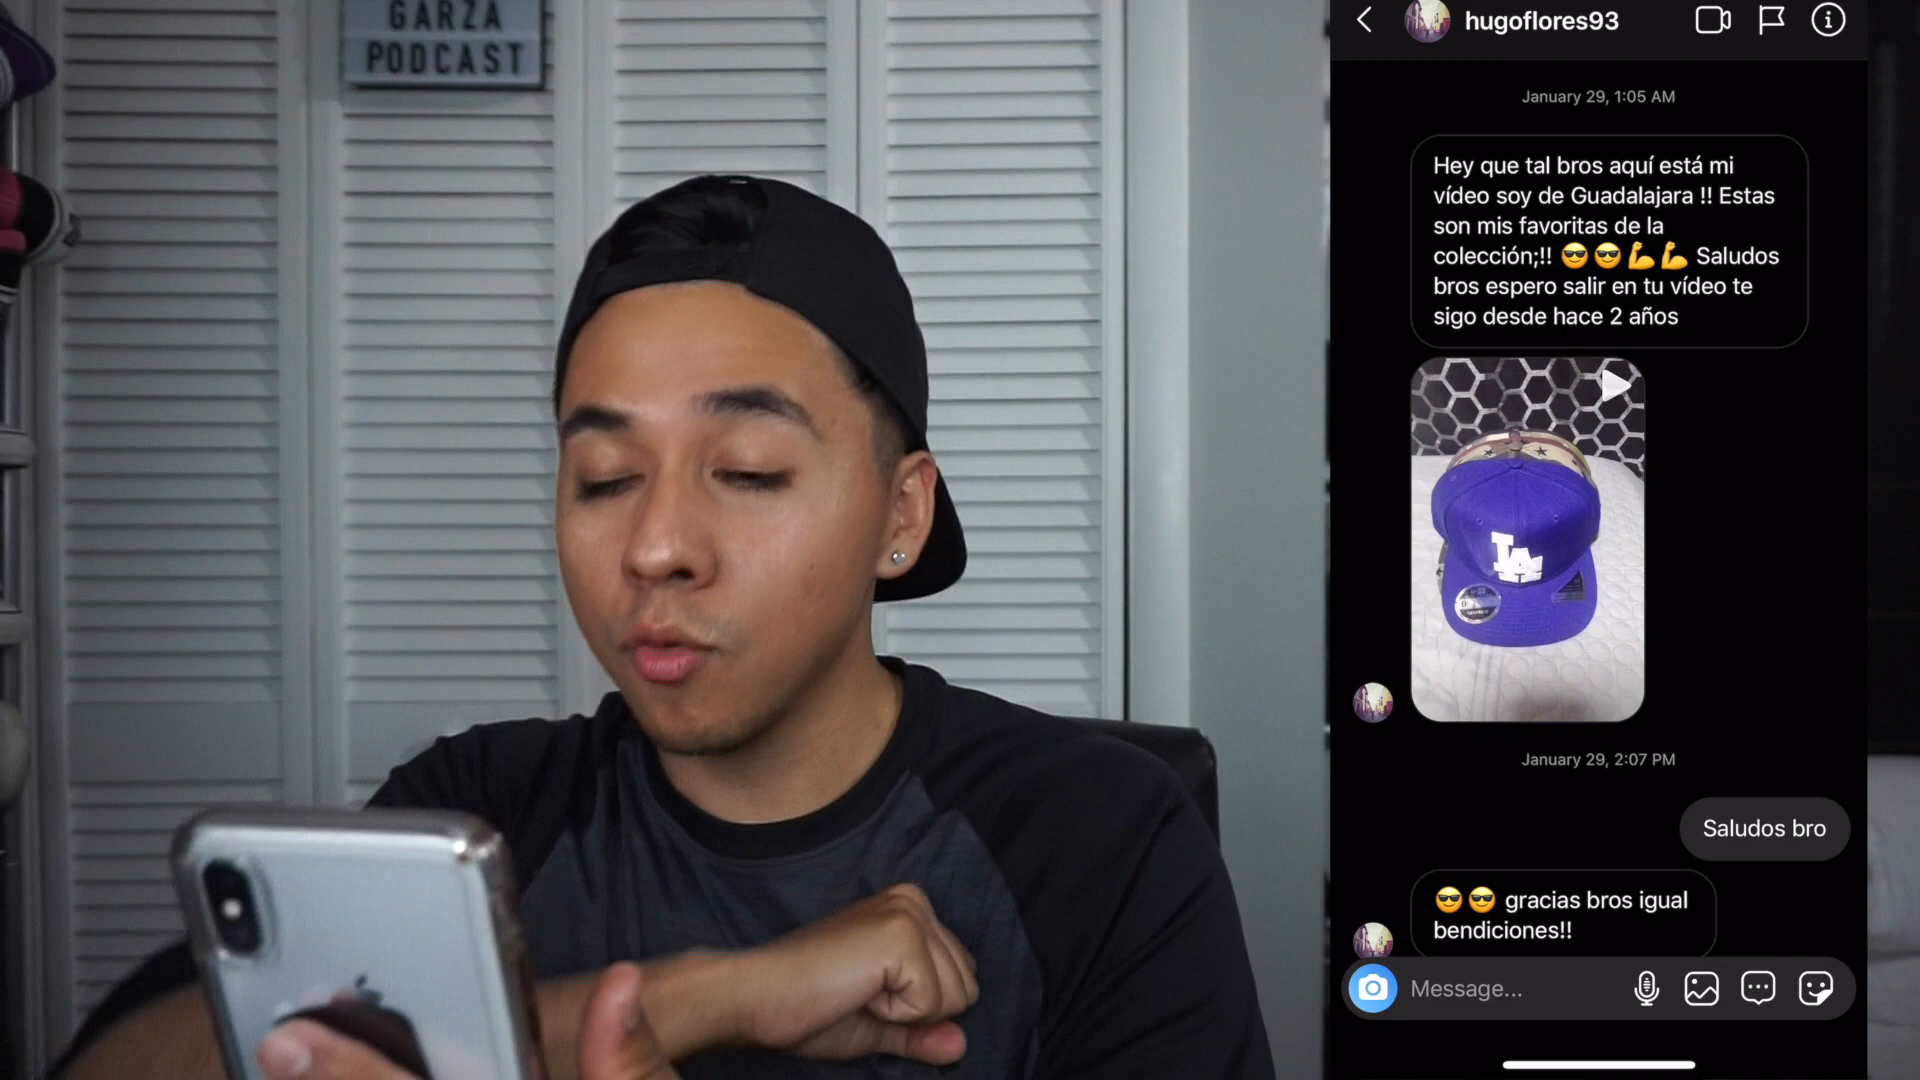 GARZA
PODCAST
hugoflores93
January 29, 1:05 AM
Hey que tal bros aquí está mi
vídeo soy de Guadalajara !! Estas
son mis favoritas de la
colección;!! 😎😎💪💪 Saludos
bros espero salir en tu vídeo te
sigo desde hace 2 años
LA
January 29, 2:07 PM
Saludos bro
😎😎 gracias bros igual
bendiciones!!
Message...